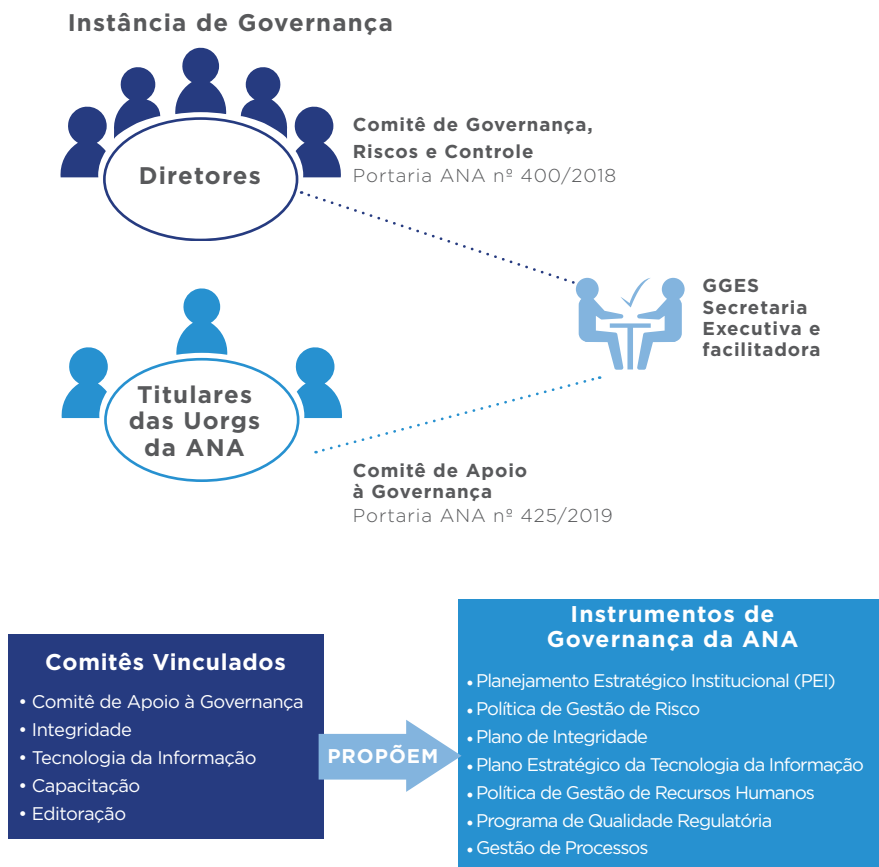 Instância de Governança
Diretores
Comitê de Governança,
Riscos e Controle
Portaria ANA nº 400/2018
GGES
Secretaria
Executiva e
facilitadora
Titulares
das Uorgs
da ANA
Comitê de Apoio
à Governança
Portaria ANA nº 425/2019
Comitês Vinculados
• Comitê de Apoio à Governança
• Integridade
• Tecnologia da Informação
• Capacitação
• Editoração
PROPÕEM
Instrumentos de
Governança da ANA
• Planejamento Estratégico Institucional (PEI)
• Política de Gestão de Risco
• Plano de Integridade
• Plano Estratégico da Tecnologia da Informação
• Política de Gestão de Recursos Humanos
• Programa de Qualidade Regulatória
• Gestão de Processos